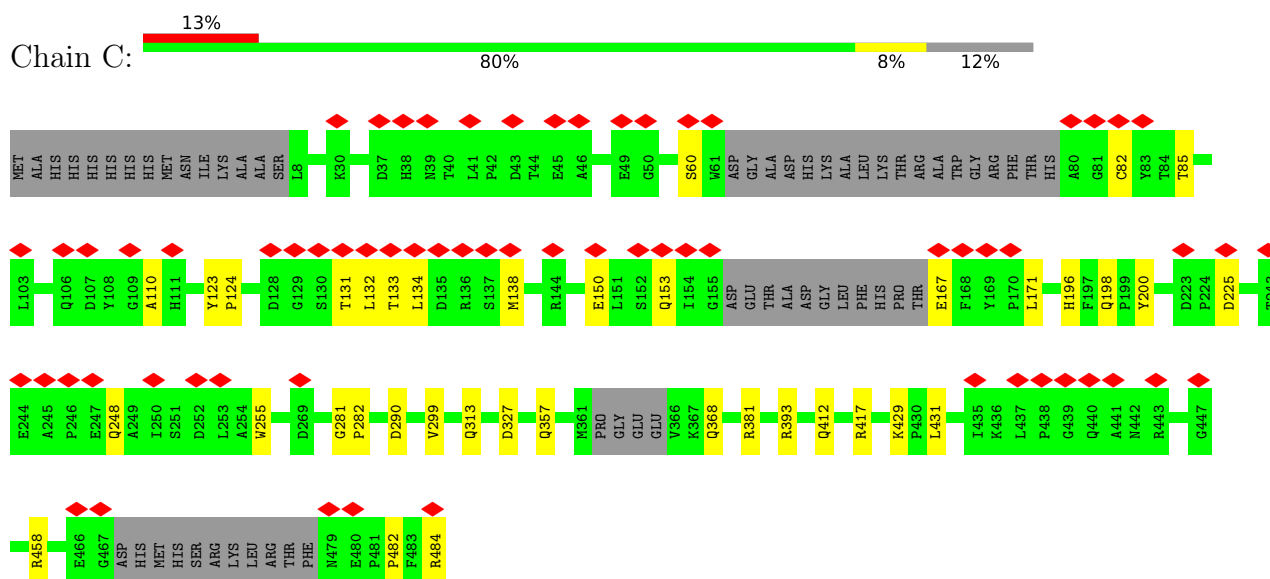 13%
Chain C:
80% 8% 12%
MET ALA HIS HIS HIS HIS HIS HIS MET ASN ILE LYS ALA ALA SER L8 K30 D37 H38 N39 T40 L41 P42 D43 T44 E45 A46 E49 G50 S60 W61 ASP GLY ALA ASP HIS LYS ALA LEU LYS THR ARG ALA TRP GLY ARG PHE THR HIS A80 G81 C82 Y83 T84 T85
L103 Q106 D107 Y108 G109 A110 H111 Y123 P124 D128 G129 S130 T131 L132 T133 L134 D135 R136 S137 M138 R144 E150 L151 S152 Q153 I154 G155 ASP GLU THR ALA ASP GLY LEU PHE HIS PRO THR E167 F168 Y169 P170 L171 H196 F197 Q198 P199 Y200 D223 P224 D225
E244 A245 P246 E247 Q248 A249 I250 S251 D252 L253 A254 W255 D269 G281 P282 D290 V299 Q313 D327 Q357 M361 PRO GLY GLU GLU V366 K367 Q368 R381 R393 Q412 R417 K429 P430 L431 I435 K436 L437 P438 G439 Q440 A441 N442 R443 G447
R458 E466 G467 ASP HIS MET HIS SER ARG LYS LEU ARG THR PHE N479 E480 P481 P482 F483 R484